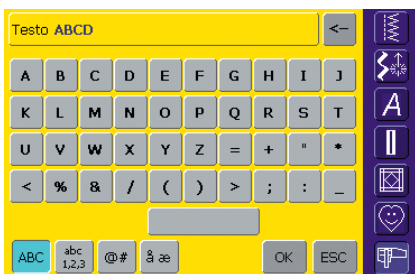 Testo ABCD <-
A B C D E F G H I J
K L M N O P Q R S T
U V W X Y Z = + " *
< % & / ( ) > ; : _
ABC abc 1,2,3 @# å æ OK ESC
A